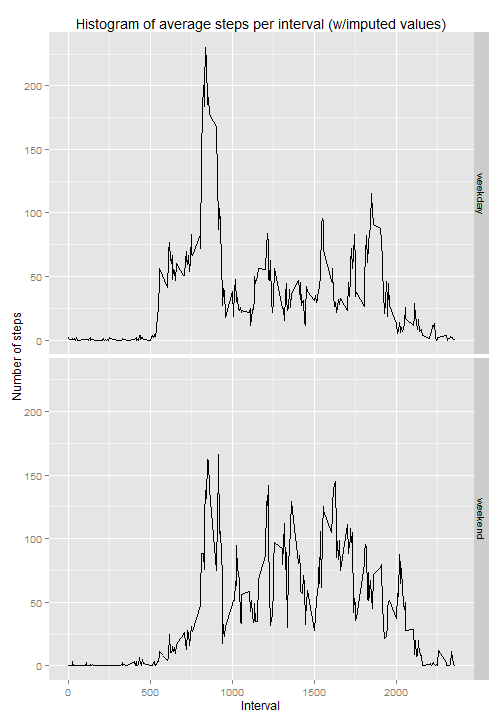 Histogram of average steps per interval (w/imputed values)
200
150
100
50
0
weekday
Number of steps
200
150
100
50
0
weekend
0 500 1000 1500 2000
Interval